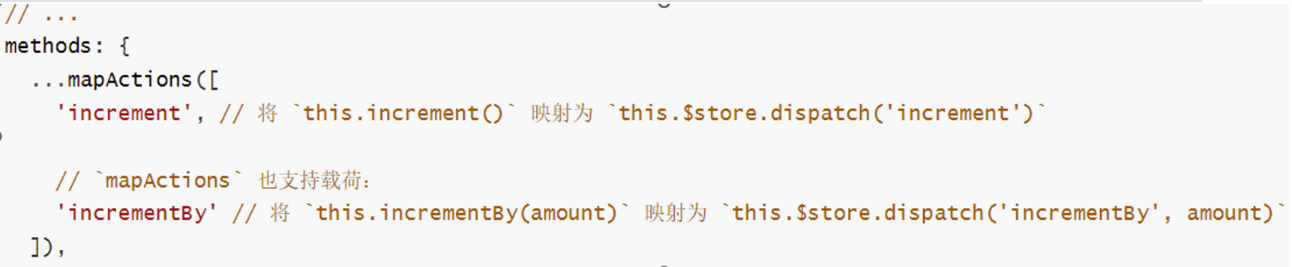 // ...
methods: {
  ...mapActions([
    'increment', // 将 `this.increment()` 映射为 `this.$store.dispatch('increment')`
    // `mapActions` 也支持载荷：
    'incrementBy' // 将 `this.incrementBy(amount)` 映射为 `this.$store.dispatch('incrementBy', amount)`
  ]),